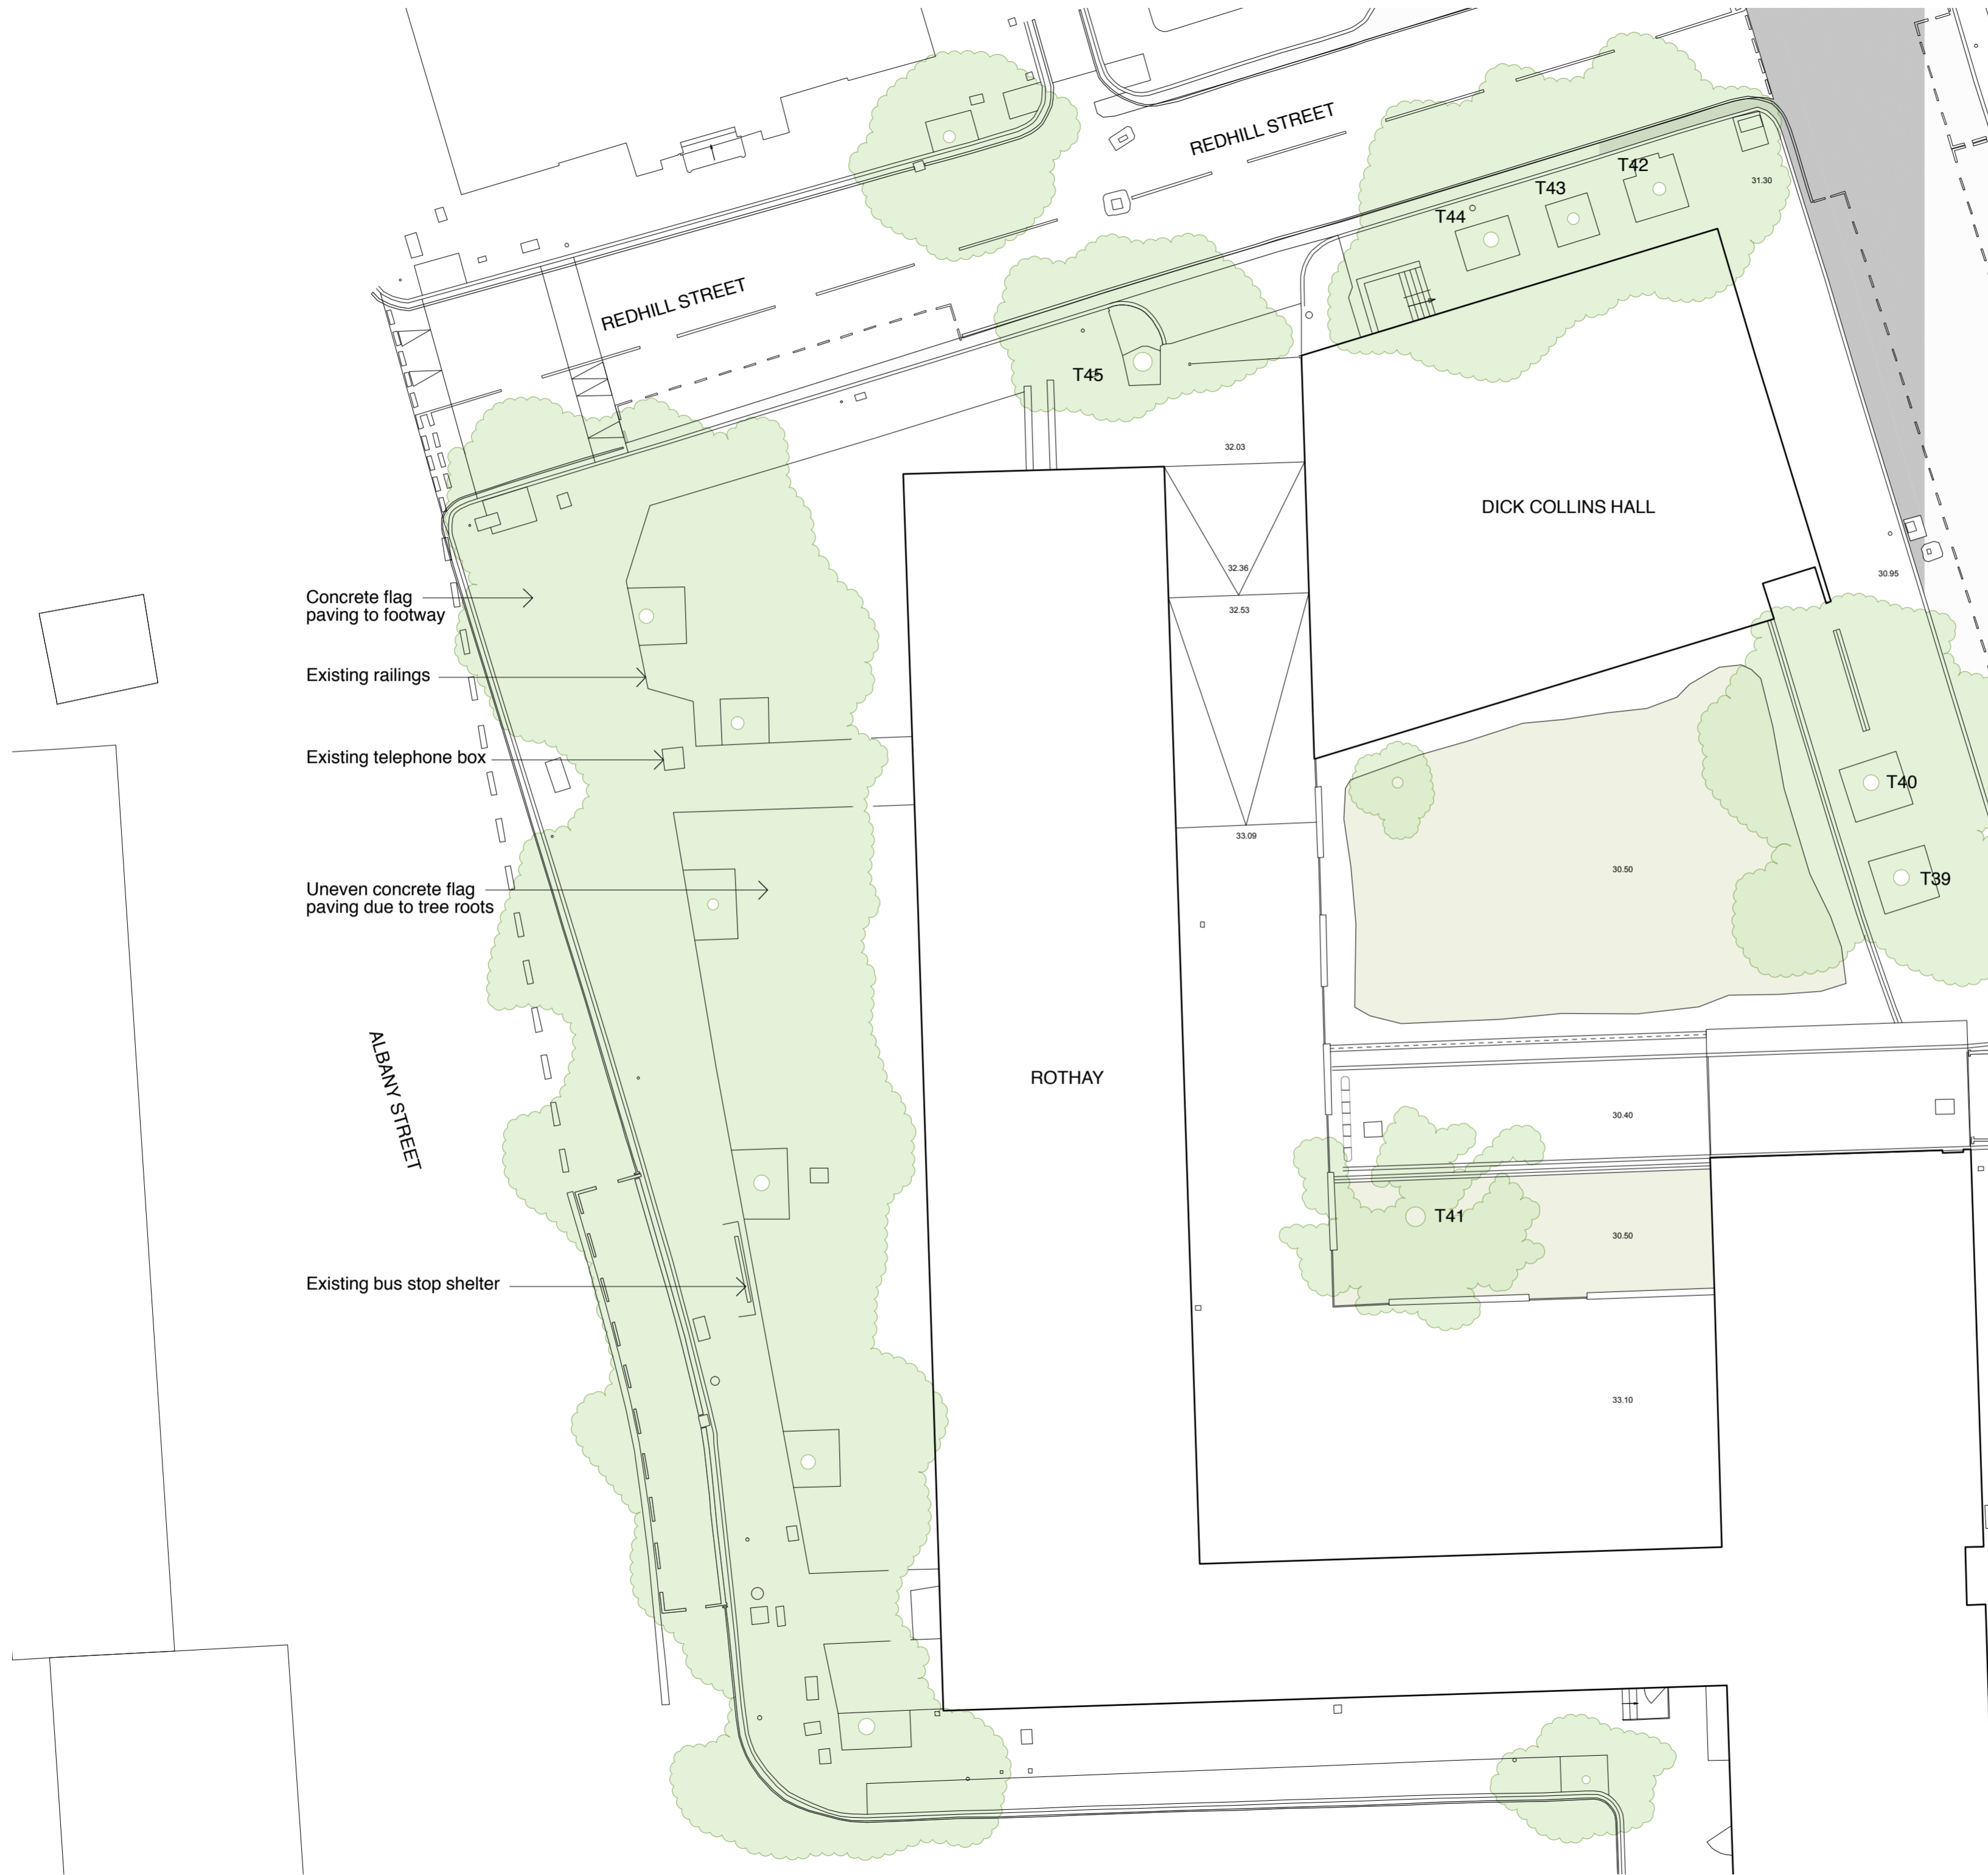 REDHILL STREET
T42
T43
31.30
T44
REDHILL STREET
T45
32.03
DICK COLLINS HALL
32.36
30.95
Concrete flag
paving to footway
32.53
Existing railings
Existing telephone box
T40
33.09
30.50
T39
Uneven concrete flag
paving due to tree roots
ALBANY STREET
ROTHAY
30.40
T41
30.50
Existing bus stop shelter
33.10